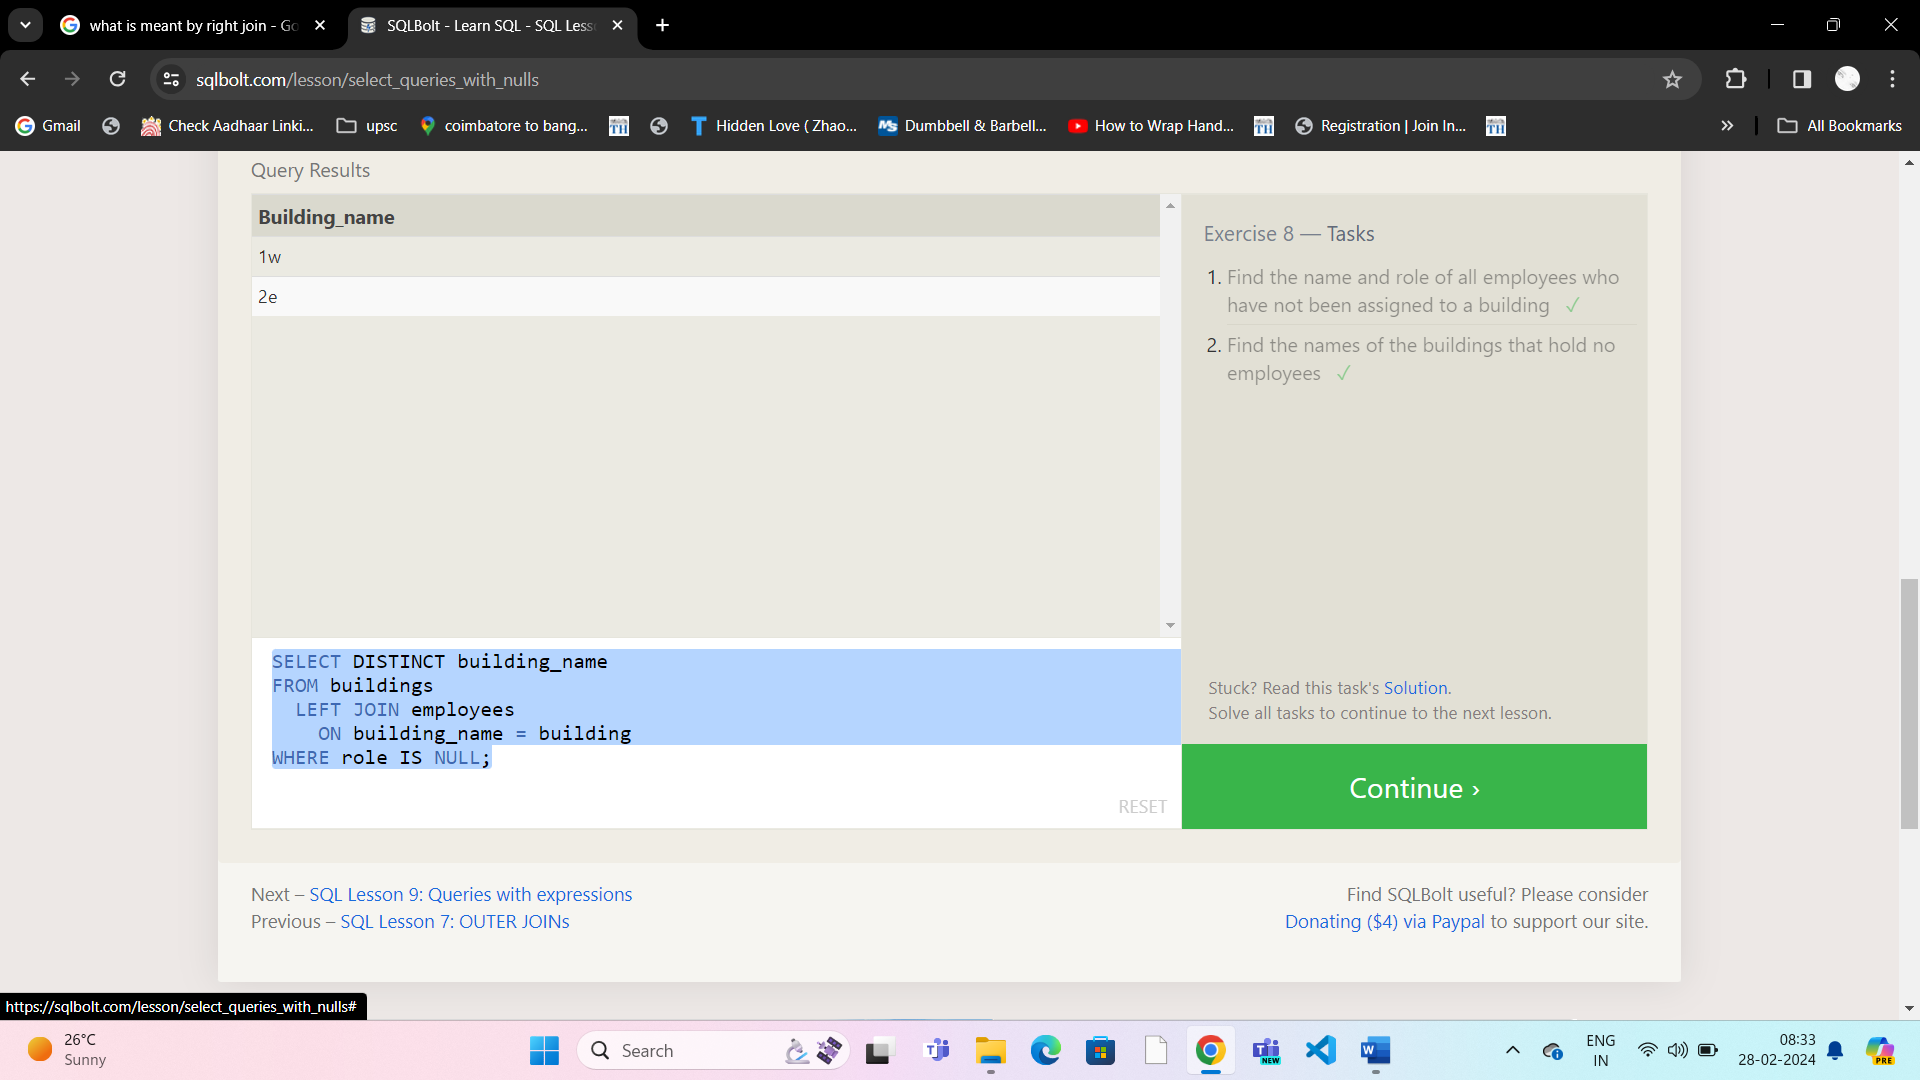 what is meant by right join - Go
SQLBolt - Learn SQL - SQL Less
sqlbolt.com/lesson/select_queries_with_nulls
Gmail
Check Aadhaar Linki...
upsc
coimbatore to bang...
TH
Hidden Love ( Zhao...
Ms
Dumbbell & Barbell...
How to Wrap Hand...
TH
Registration | Join In...
TH
All Bookmarks
Query Results
Building_name
1w
2e
Exercise 8 — Tasks
1. Find the name and role of all employees who
have not been assigned to a building ✓
2. Find the names of the buildings that hold no
employees ✓
SELECT DISTINCT building_name
FROM buildings
LEFT JOIN employees
ON building_name = building
WHERE role IS NULL;
RESET
Stuck? Read this task's Solution.
Solve all tasks to continue to the next lesson.
Continue ›
Next – SQL Lesson 9: Queries with expressions
Previous – SQL Lesson 7: OUTER JOINs
Find SQLBolt useful? Please consider
Donating ($4) via Paypal to support our site.
https://sqlbolt.com/lesson/select_queries_with_nulls#
26°C
Sunny
Search
NEW
ENG
IN
08:33
28-02-2024
PRE